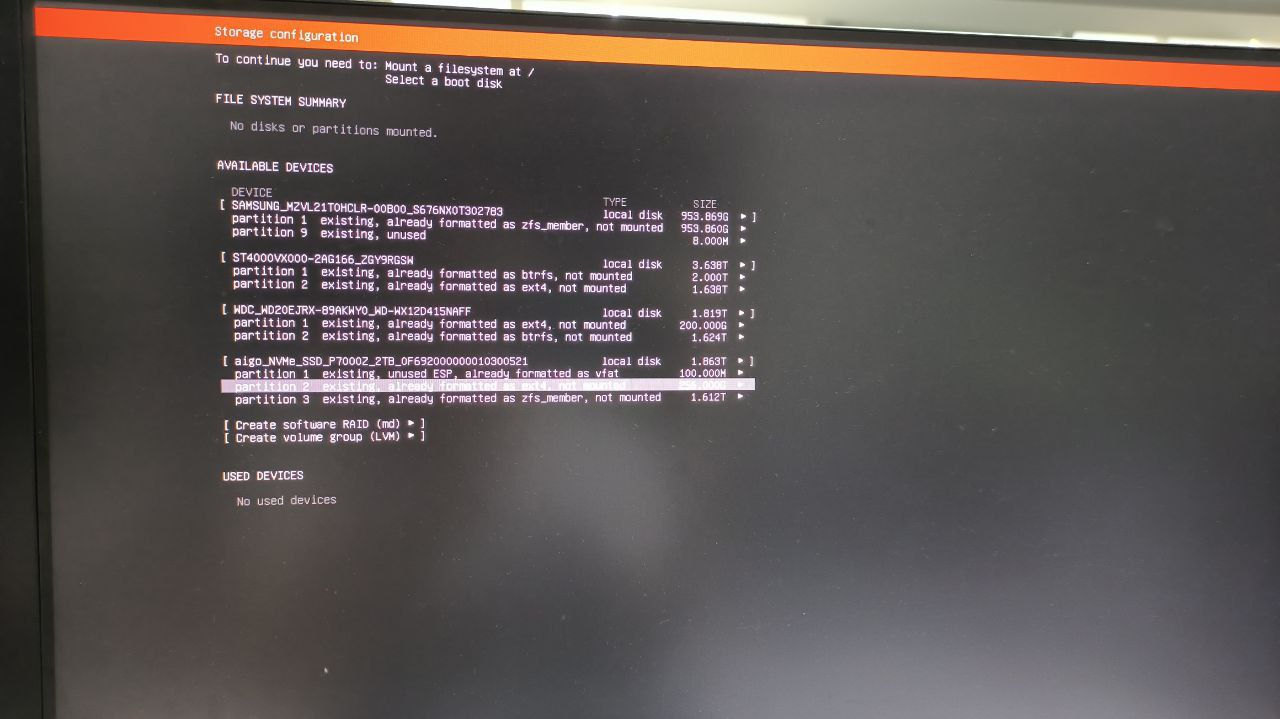 Storage configuration
To continue you need to: Mount a filesystem at /
Select a boot disk
FILE SYSTEM SUMMARY
No disks or partitions mounted.
AVAILABLE DEVICES
DEVICE TYPE SIZE
[ SAMSUNG_MZVL21T0HCLR-00B00_S676NX0T302783 local disk 953.869G ▸ ]
partition 1 existing, already formatted as zfs_member, not mounted 953.860G ▸
partition 9 existing, unused 8.000M ▸
[ ST4000VX000-2AG166_ZGY9RGSW local disk 3.638T ▸ ]
partition 1 existing, already formatted as btrfs, not mounted 2.000T ▸
partition 2 existing, already formatted as ext4, not mounted 1.638T ▸
[ WDC_WD20EJRX-89AKWY0_WD-WX12D415NAFF local disk 1.819T ▸ ]
partition 1 existing, already formatted as ext4, not mounted 200.000G ▸
partition 2 existing, already formatted as btrfs, not mounted 1.624T ▸
[ aigo_NVMe_SSD_P7000Z_2TB_0F692000000010300521 local disk 1.863T ▸ ]
partition 1 existing, unused ESP, already formatted as vfat 100.000M ▸
partition 2 existing, already formatted as ext4, not mounted ▸
partition 3 existing, already formatted as zfs_member, not mounted 1.612T ▸
[ Create software RAID (md) ▸ ]
[ Create volume group (LVM) ▸ ]
USED DEVICES
No used devices